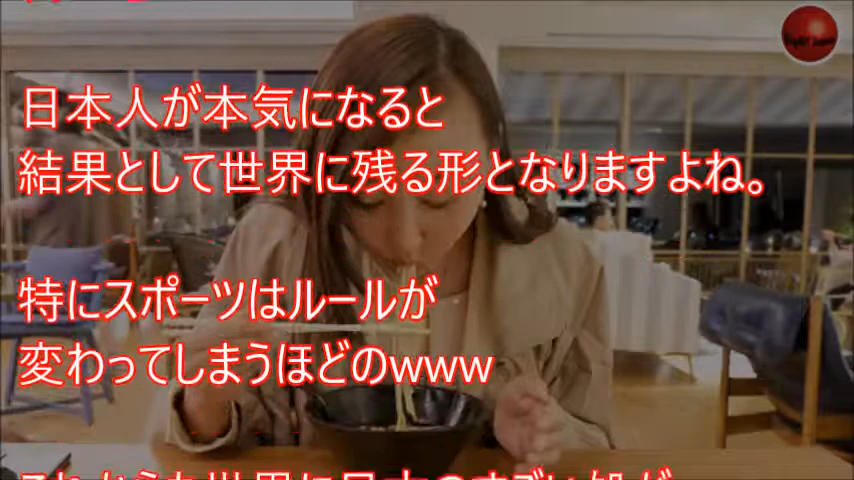 日本人が本気になると
結果として世界に残る形となりますよね。
特にスポーツはルールが
変わってしまうほどのwww